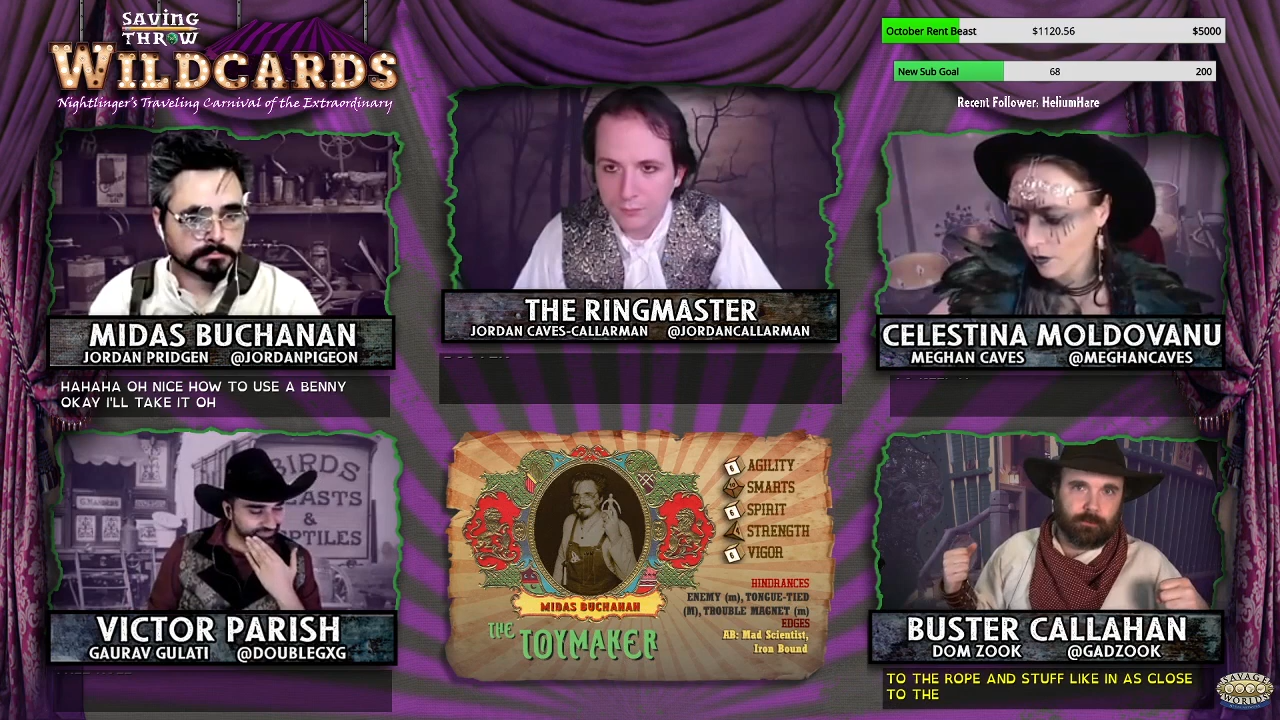 SAVING
THROW
WILDCARDS
Nightlinger's Traveling Carnival of the Extraordinary
October Rent Beast $1120.56 $5000
New Sub Goal 68 200
Recent Follower: HeliumHare
MIDAS BUCHANAN
JORDAN PRIDGEN @JORDANPIGEON
HAHAHA OH NICE HOW TO USE A BENNY
OKAY I'LL TAKE IT OH
THE RINGMASTER
JORDAN CAVES-CALLARMAN @JORDANCALLARMAN
CELESTINA MOLDOVANU
MEGHAN CAVES @MEGHANCAVES
BIRDS
&
VICTOR PARISH
GAURAV GULATI @DOUBLEGXG
AGILITY
SMARTS
SPIRIT
STRENGTH
VIGOR
HINDRANCES
ENEMY (m), TONGUE-TIED
(M), TROUBLE MAGNET (m)
EDGES
AB: Mad Scientist,
Iron Bound
MIDAS BUCHANAN
THE TOYMAKER
BUSTER CALLAHAN
DOM ZOOK @GADZOOK
TO THE ROPE AND STUFF LIKE IN AS CLOSE
TO THE
SAVAGE
WORLDS